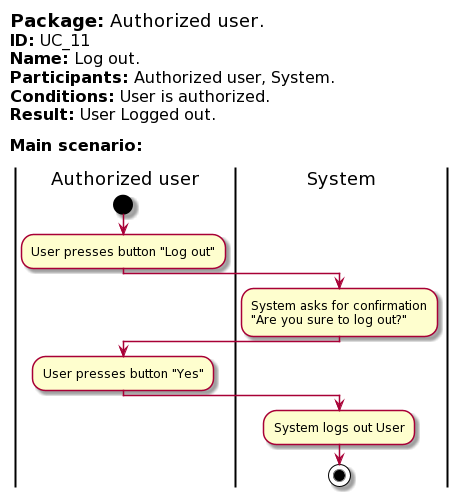 Package: Authorized user.
ID: UC_11
Name: Log out.
Participants: Authorized user, System.
Conditions: User is authorized.
Result: User Logged out.
Main scenario:
Authorized user
System
User presses button "Log out"
System asks for confirmation
"Are you sure to log out?"
User presses button "Yes"
System logs out User